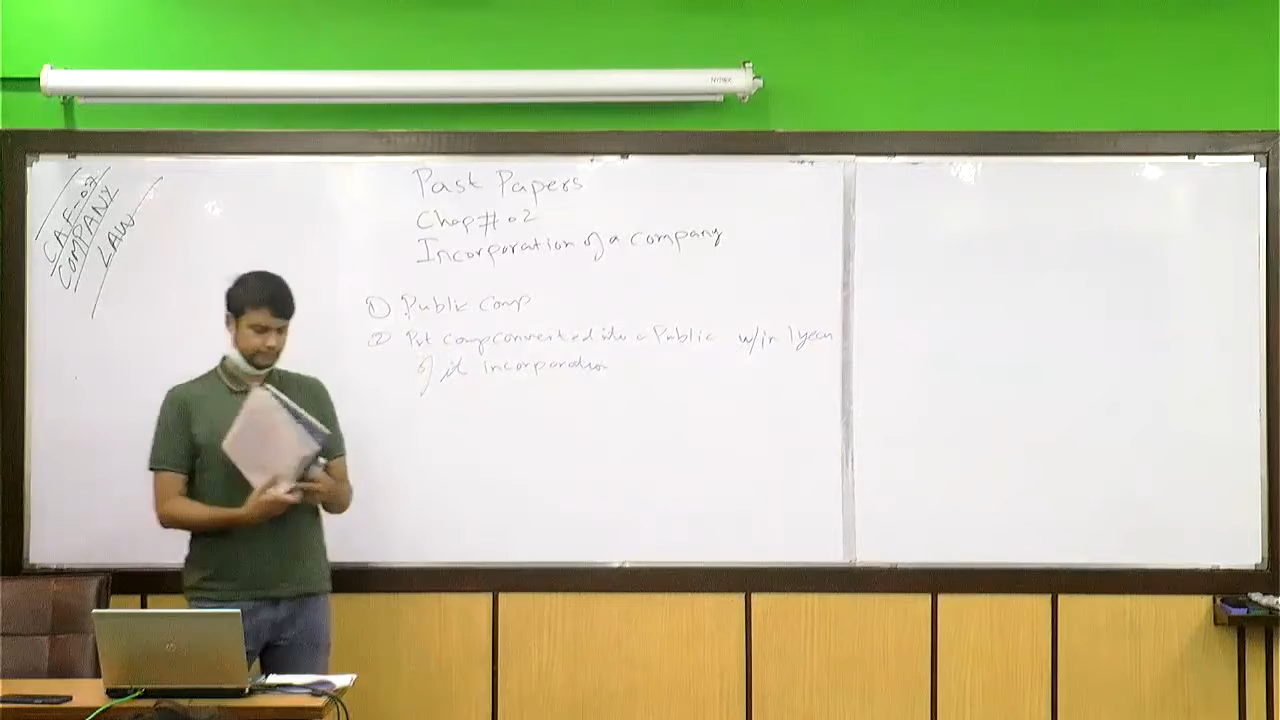 CAF-03
COMPANY
LAW
Past Papers
Chap # 02
Incorporation of a company
① Public Comp
② Pvt comp converted into a Public w/in 1 year
of it incorporation